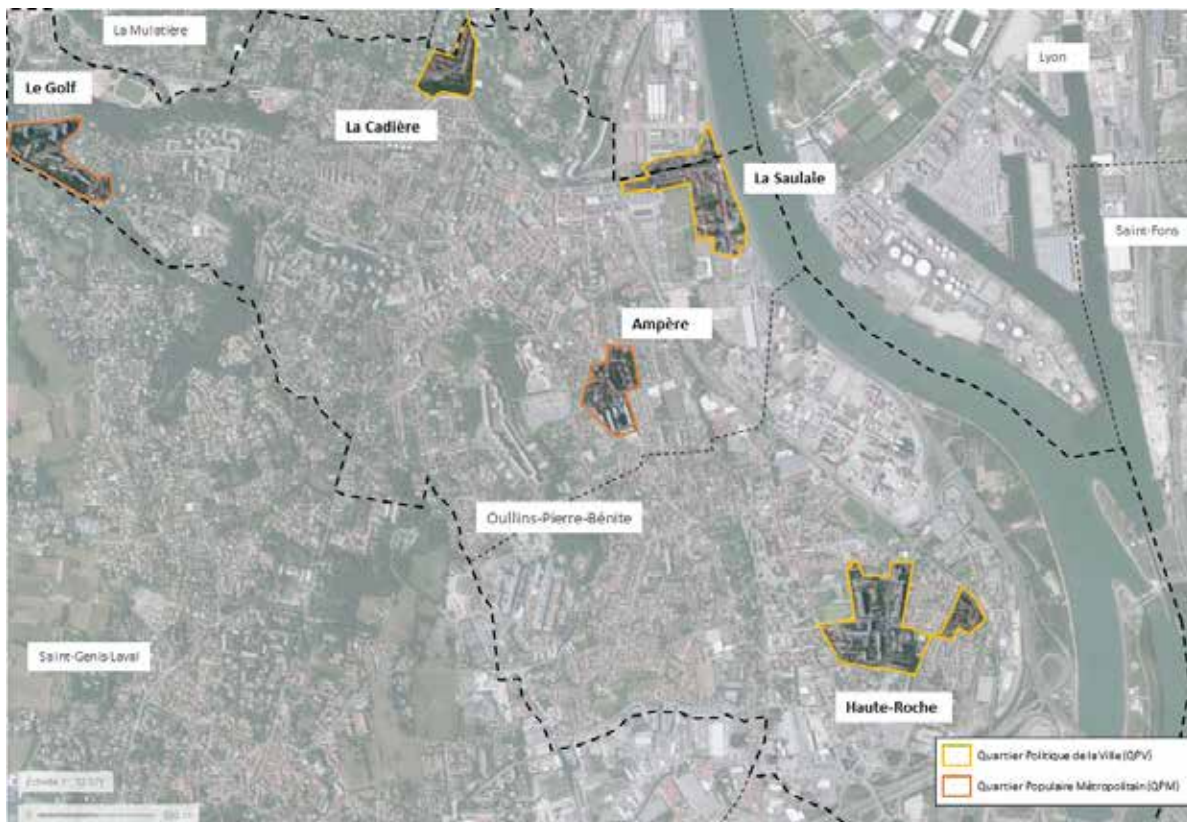 La Mulatière
Lyon
Le Golf
La Cadière
La Saulaie
Saint-Fons
Ampère
Oullins-Pierre-Bénite
Saint-Genis-Laval
Haute-Roche
Quartier Politique de la Ville (QPV)
Quartier Populaire Métropolitain (QPM)